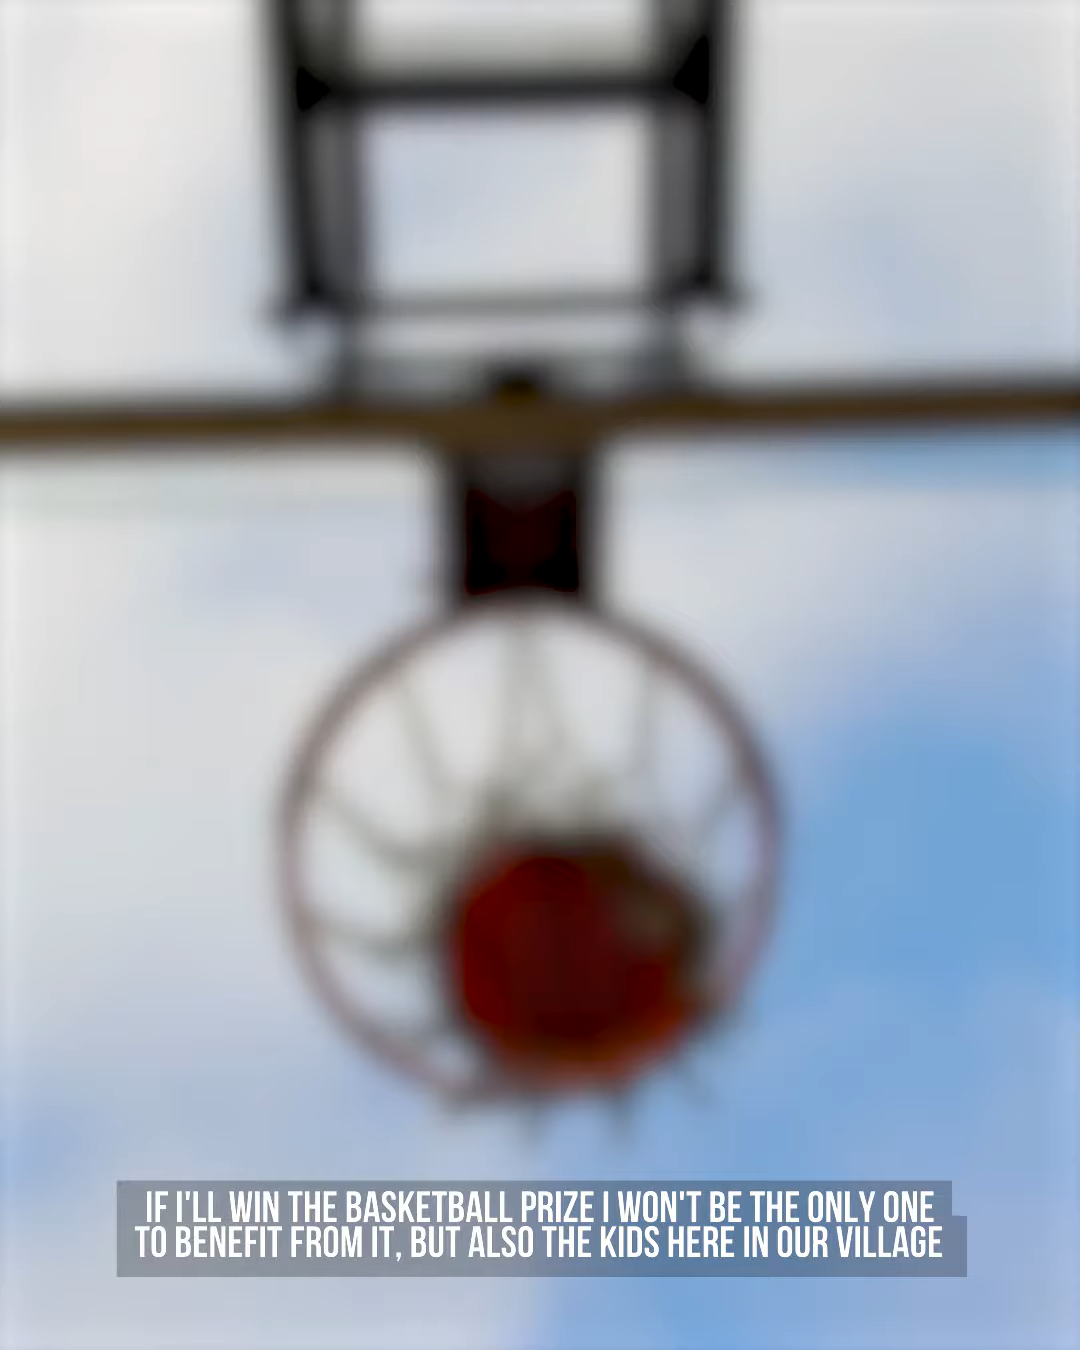 IF I'LL WIN THE BASKETBALL PRIZE I WON'T BE THE ONLY ONE
TO BENEFIT FROM IT, BUT ALSO THE KIDS HERE IN OUR VILLAGE